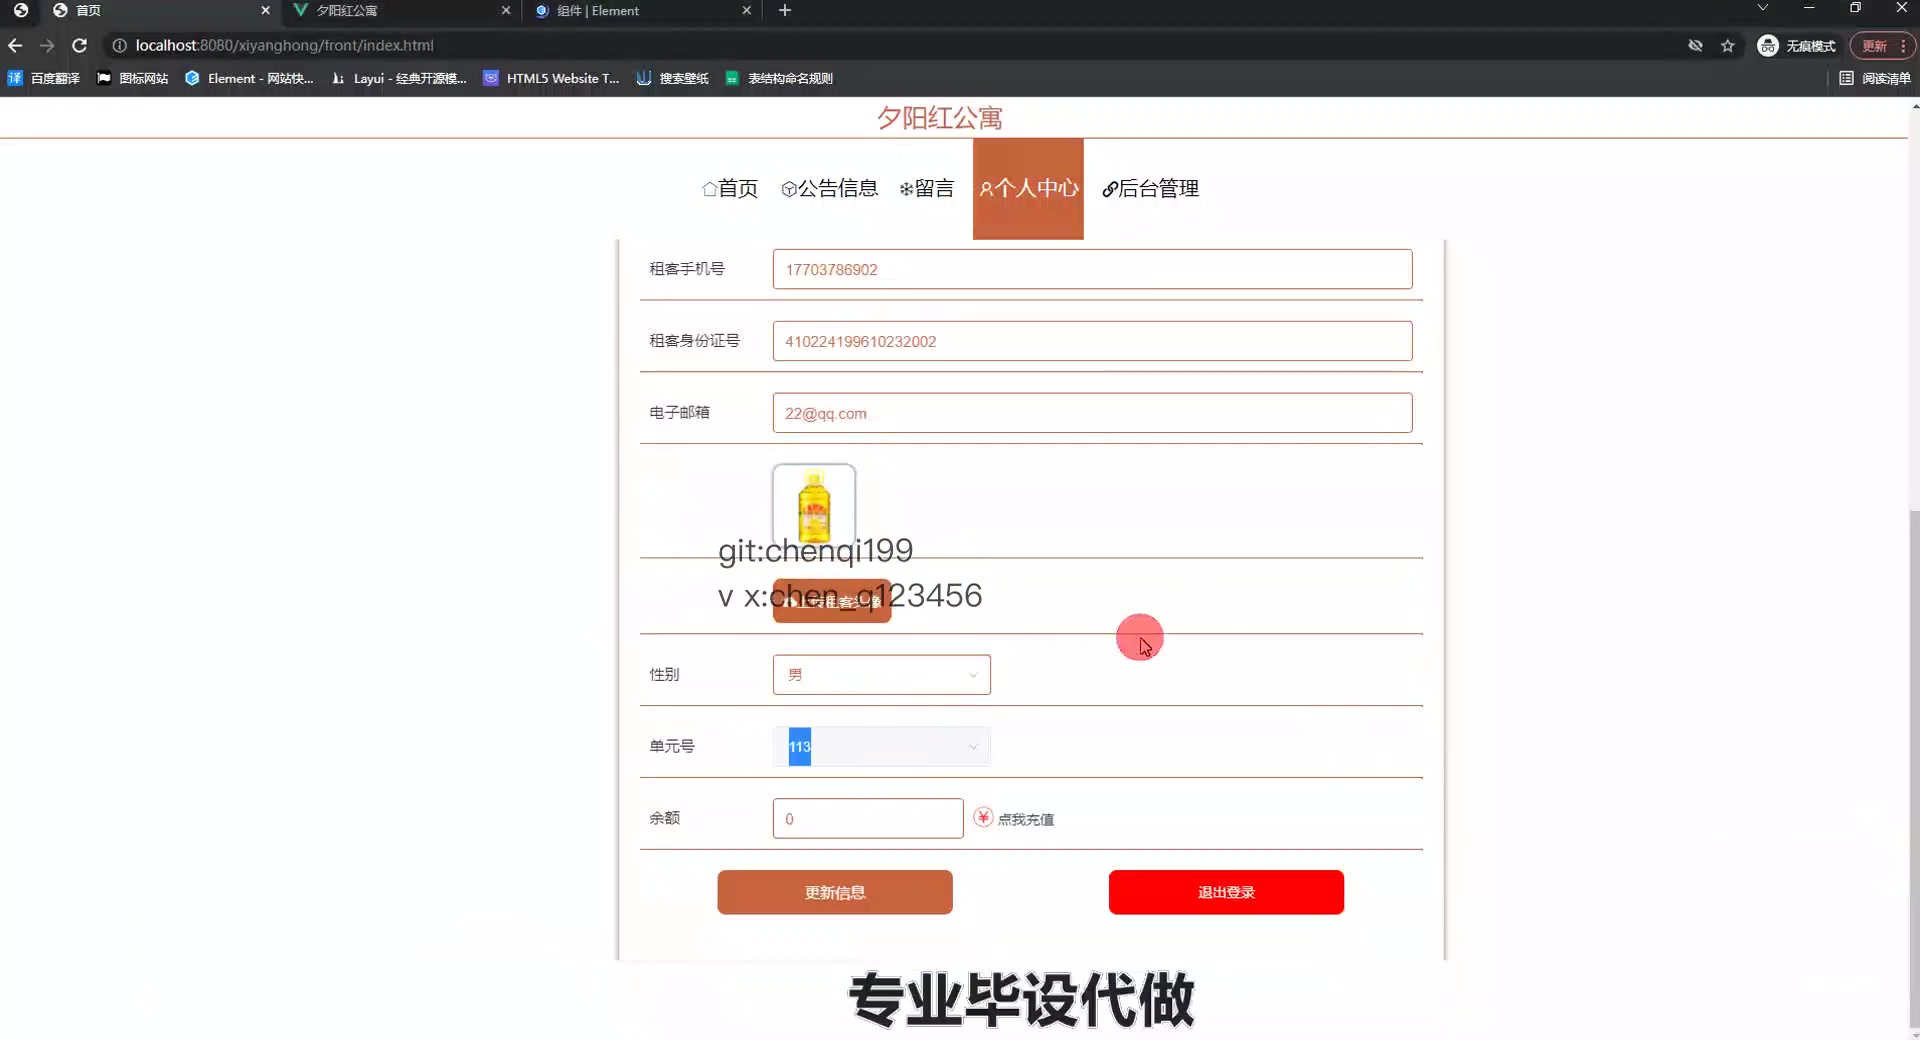 首页
夕阳红公寓
组件 | Element
localhost:8080/xiyanghong/front/index.html
无痕模式
更新
百度翻译
图标网站
Element - 网站快...
Layui - 经典开源模...
HTML5 Website T...
搜索壁纸
表结构命名规则
阅读清单
夕阳红公寓
首页
公告信息
留言
个人中心
后台管理
租客手机号
17703786902
租客身份证号
410224199610232002
电子邮箱
22@qq.com
git:chenqi199
v x:chen_q123456
上传租客头像
性别
男
单元号
113
余额
0
点我充值
更新信息
退出登录
专业毕设代做